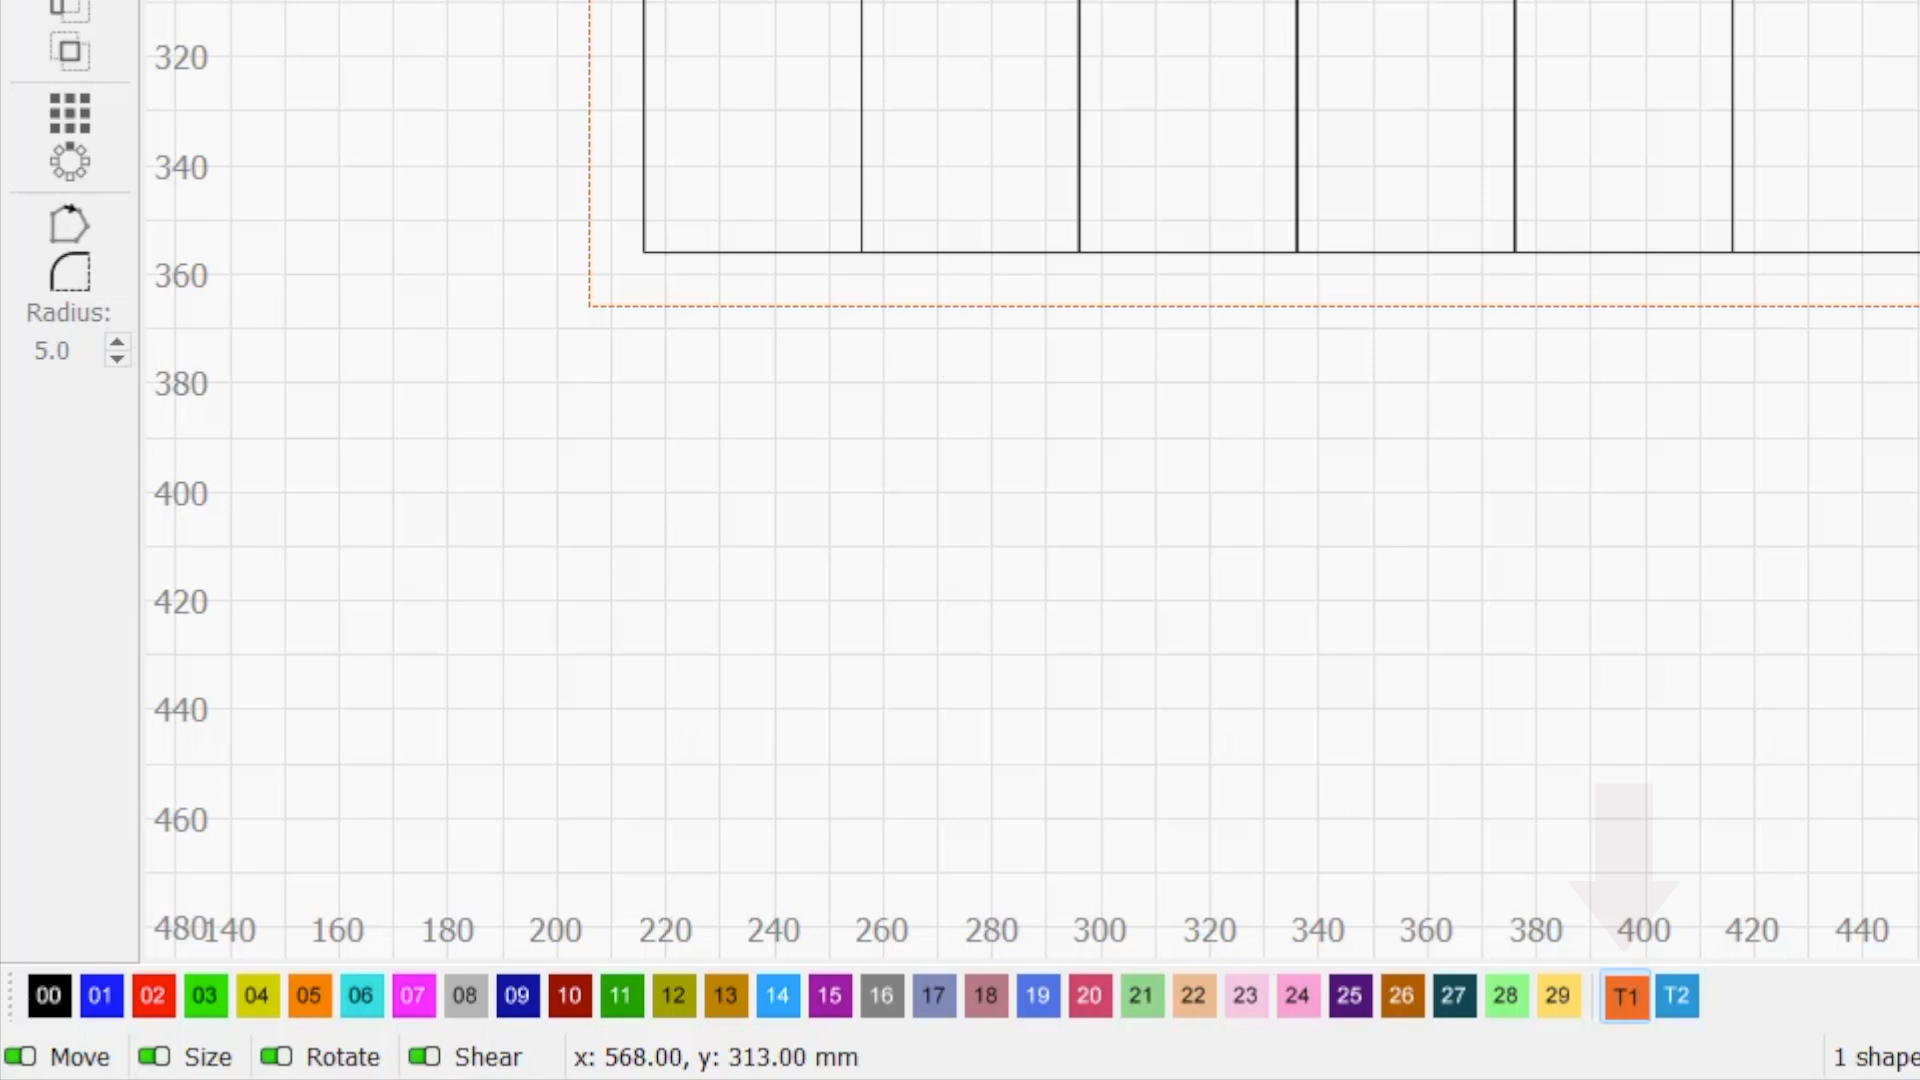 320
340
Radius:
360
5.0
380
400
420
440
460
480 140 160 180 200 220 240 260 280 300 320 340 360 380 400 420 440
00 01 02 03 04 05 06 07 08 09 10 11 12 13 14 15 16 17 18 19 20 21 22 23 24 25 26 27 28 29 T1 T2
Move Size Rotate Shear x: 568.00, y: 313.00 mm 1 shape